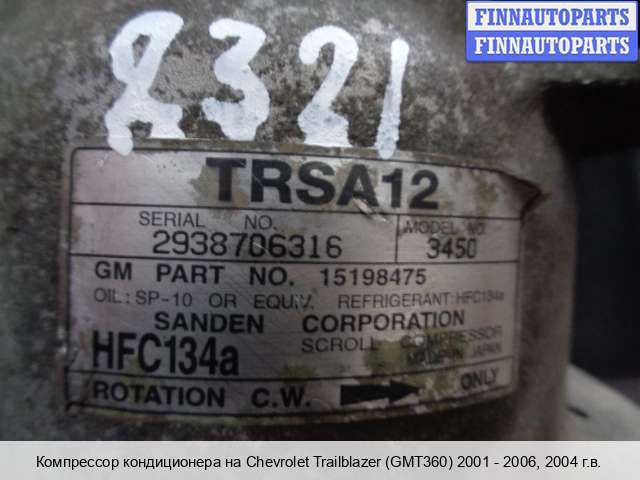 FINNAUTOPARTS
FINNAUTOPARTS
2321
TRSA12
SERIAL NO. MODEL NO.
2938706316 3450
GM PART NO. 15198475
OIL: SP-10 OR EQUIV. REFRIGERANT: HFC134a
SANDEN CORPORATION
HFC134a SCROLL COMPRESSOR
MADE IN JAPAN
ROTATION C.W. ONLY
Компрессор кондиционера на Chevrolet Trailblazer (GMT360) 2001 - 2006, 2004 г.в.